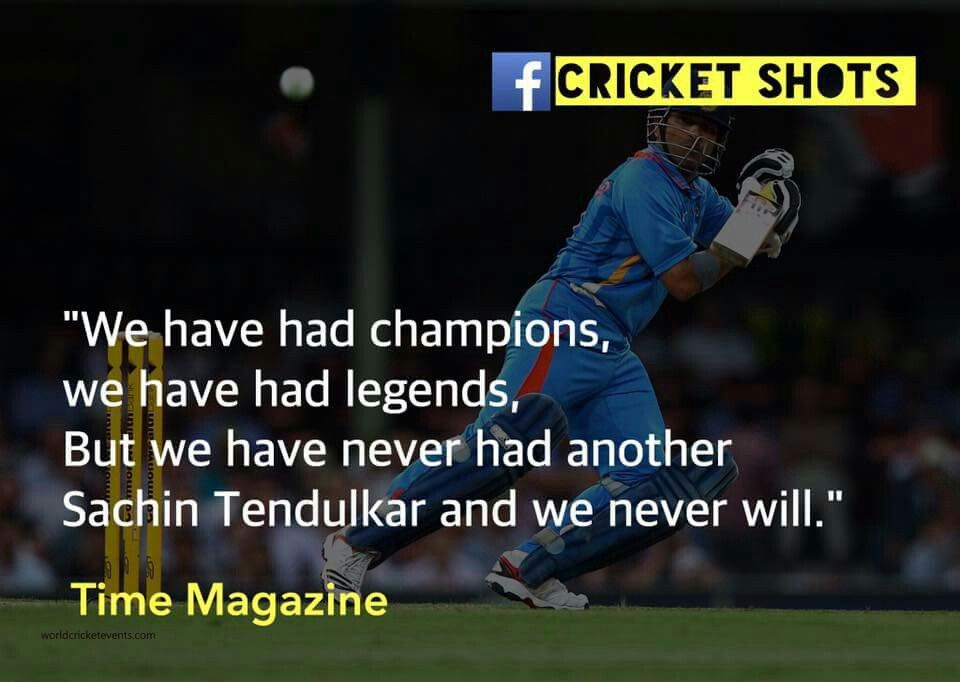 f CRICKET SHOTS
"We have had champions,
we have had legends,
But we have never had another
Sachin Tendulkar and we never will."
Time Magazine
worldcricketevents.com